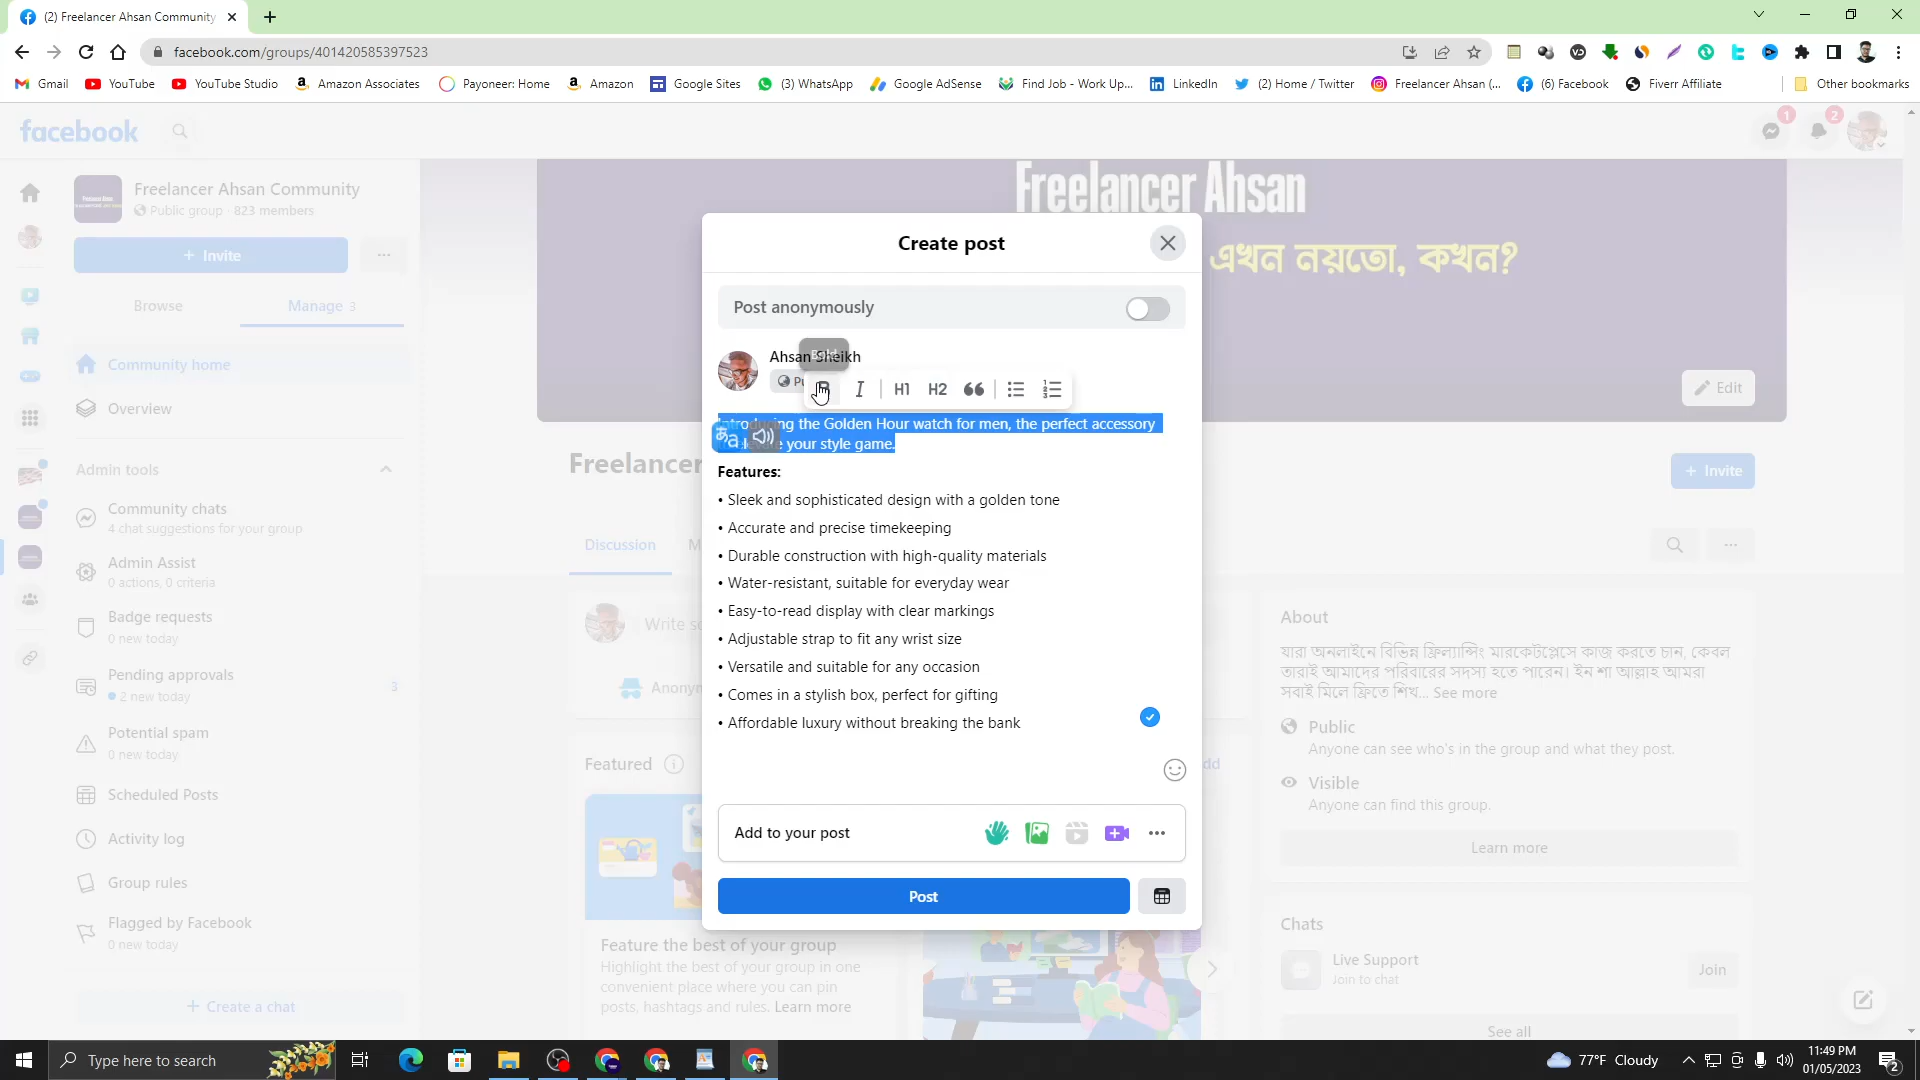 (2) Freelancer Ahsan Community
facebook.com/groups/401420585397523
Gmail
YouTube
YouTube Studio
Amazon Associates
Payoneer: Home
Amazon
Google Sites
(3) WhatsApp
Google AdSense
Find Job - Work Up...
LinkedIn
(2) Home / Twitter
Freelancer Ahsan (...
(6) Facebook
Fiverr Affiliate
Other bookmarks
facebook
1
2
Freelancer Ahsan Community
Public group · 823 members
+ Invite
Browse
Manage 3
Community home
Overview
Admin tools
Community chats
4 chat suggestions for your group
Admin Assist
0 actions, 0 criteria
Badge requests
0 new today
Pending approvals
2 new today
3
Potential spam
0 new today
Scheduled Posts
Activity log
Group rules
Flagged by Facebook
0 new today
+ Create a chat
Freelancer Ahsan
এখন নয়তো, কখন?
Edit
Freelancer
+ Invite
Discussion
Create post
Post anonymously
Ahsan Sheikh
Bold
B I H1 H2
Introducing the Golden Hour watch for men, the perfect accessory
your style game.
Features:
• Sleek and sophisticated design with a golden tone
• Accurate and precise timekeeping
• Durable construction with high-quality materials
• Water-resistant, suitable for everyday wear
• Easy-to-read display with clear markings
• Adjustable strap to fit any wrist size
• Versatile and suitable for any occasion
• Comes in a stylish box, perfect for gifting
• Affordable luxury without breaking the bank
Add to your post
Post
Featured
Feature the best of your group
Highlight the best of your group in one
convenient place where you can pin
posts, hashtags and rules. Learn more
About
যারা অনলাইনে বিভিন্ন ফ্রিল্যান্সিং মারকেটপ্লেসে কাজ করতে চান, কেবল
তারাই আমাদের পরিবারের সদস্য হতে পারেন। ইন শা আল্লাহ আমরা
সবাই মিলে ফ্রিতে শিখ... See more
Public
Anyone can see who's in the group and what they post.
Visible
Anyone can find this group.
Learn more
Chats
Live Support
Join to chat
Join
See all
Type here to search
77°F Cloudy
11:49 PM
01/05/2023
2